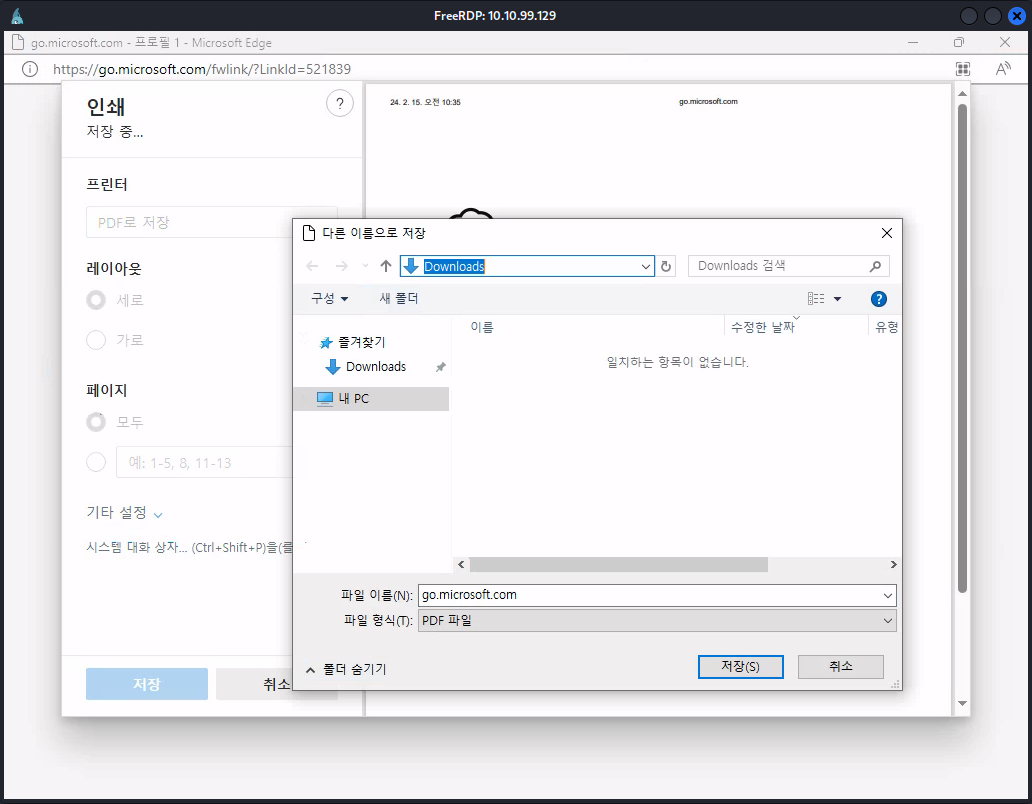 FreeRDP: 10.10.99.129
go.microsoft.com - 프로필 1 - Microsoft Edge
https://go.microsoft.com/fwlink/?LinkId=521839
인쇄
?
저장 중...
24. 2. 15. 오전 10:35
go.microsoft.com
프린터
PDF로 저장
레이아웃
세로
가로
페이지
모두
예: 1-5, 8, 11-13
기타 설정
시스템 대화 상자... (Ctrl+Shift+P)을(를
저장
취소
다른 이름으로 저장
Downloads
Downloads 검색
구성
새 폴더
?
이름
수정한 날짜
유형
즐겨찾기
Downloads
내 PC
일치하는 항목이 없습니다.
파일 이름(N):
go.microsoft.com
파일 형식(T):
PDF 파일
폴더 숨기기
저장(S)
취소